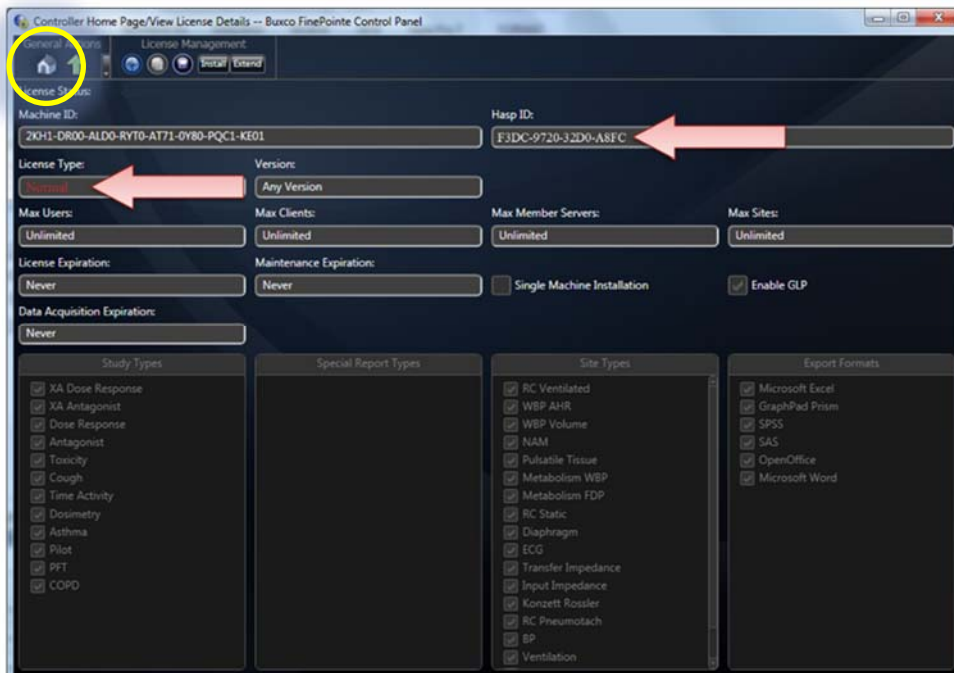 Controller Home Page/View License Details -- Buxco FinePointe Control Panel
General Actions
License Management
Install Extend
License Status:
Machine ID:
Hasp ID:
2KH1-DR00-ALD0-RYT0-AT71-0Y80-PQC1-KE01
F3DC-9720-32D0-A8FC
License Type:
Version:
Normal
Any Version
Max Users:
Max Clients:
Max Member Servers:
Max Sites:
Unlimited
Unlimited
Unlimited
Unlimited
License Expiration:
Maintenance Expiration:
Never
Never
Single Machine Installation
Enable GLP
Data Acquisition Expiration:
Never
Study Types
XA Dose Response
XA Antagonist
Dose Response
Antagonist
Toxicity
Cough
Time Activity
Dosimetry
Asthma
Pilot
PFT
COPD
Special Report Types
Site Types
RC Ventilated
WBP AHR
WBP Volume
NAM
Pulsatile Tissue
Metabolism WBP
Metabolism FDP
RC Static
Diaphragm
ECG
Transfer Impedance
Input Impedance
Konzett Rossler
RC Pneumotach
BP
Ventilation
Export Formats
Microsoft Excel
GraphPad Prism
SPSS
SAS
OpenOffice
Microsoft Word